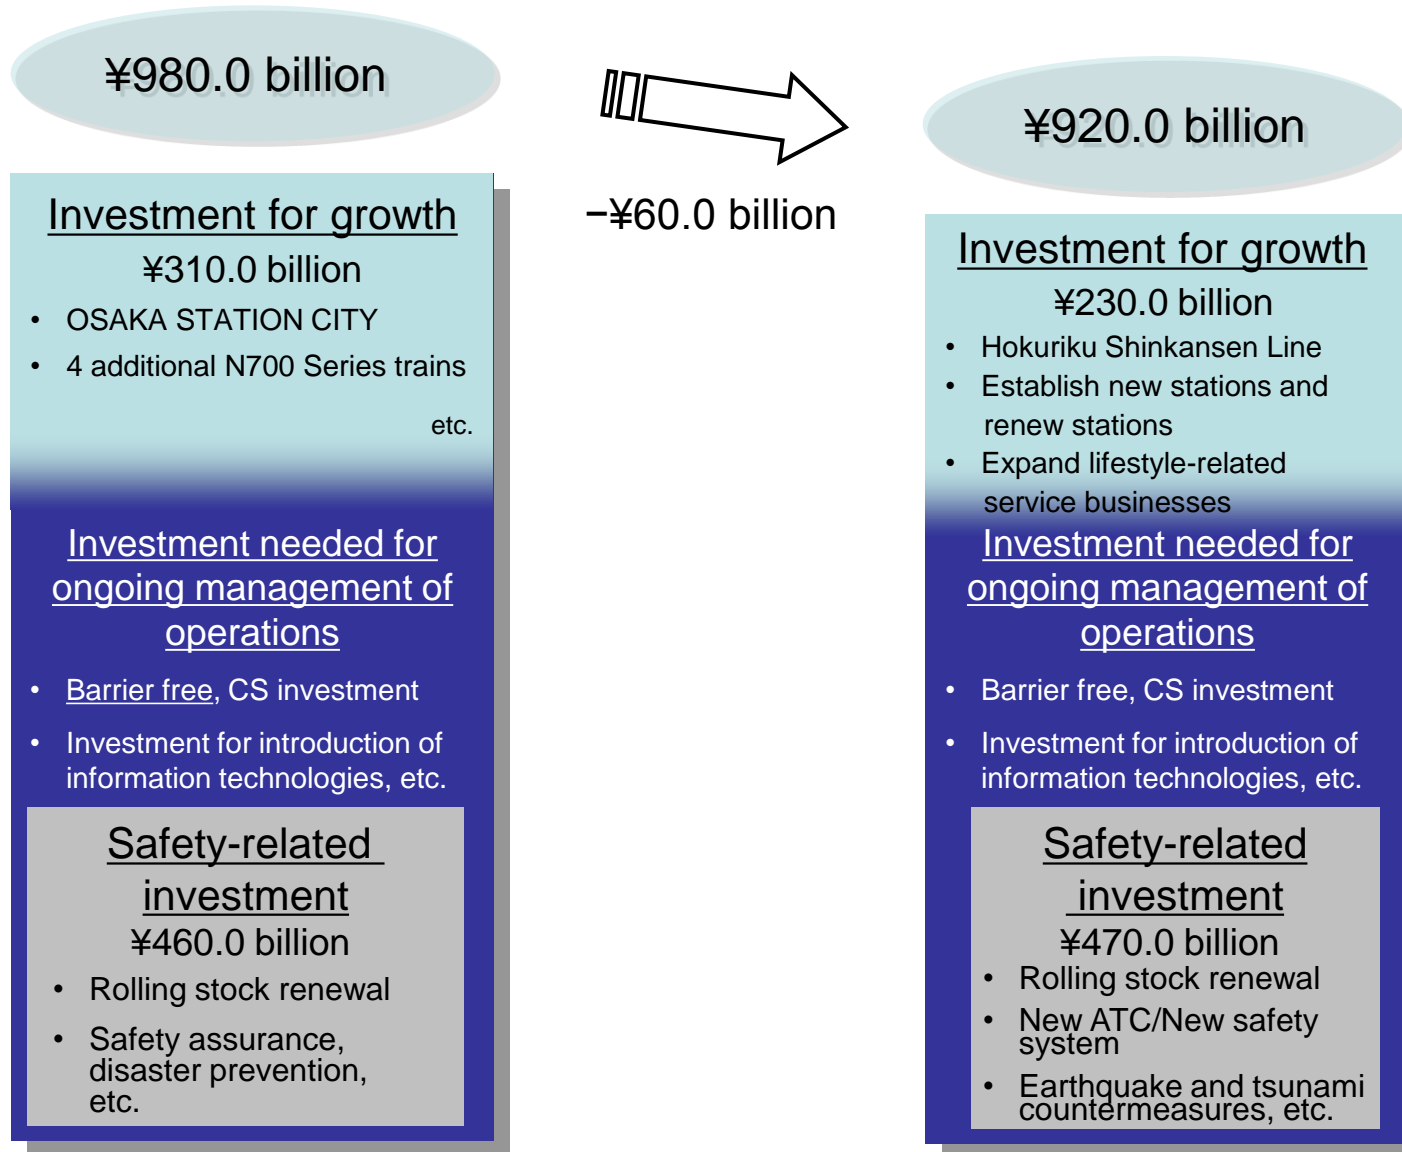 ¥980.0 billion
Investment for growth
¥310.0 billion
• OSAKA STATION CITY
• 4 additional N700 Series trains
etc.
Investment needed for
ongoing management of
operations
• Barrier free, CS investment
• Investment for introduction of
information technologies, etc.
Safety-related
investment
¥460.0 billion
• Rolling stock renewal
• Safety assurance,
disaster prevention,
etc.
−¥60.0 billion
¥920.0 billion
Investment for growth
¥230.0 billion
• Hokuriku Shinkansen Line
• Establish new stations and
renew stations
• Expand lifestyle-related
service businesses
Investment needed for
ongoing management of
operations
• Barrier free, CS investment
• Investment for introduction of
information technologies, etc.
Safety-related
investment
¥470.0 billion
• Rolling stock renewal
• New ATC/New safety
system
• Earthquake and tsunami
countermeasures, etc.